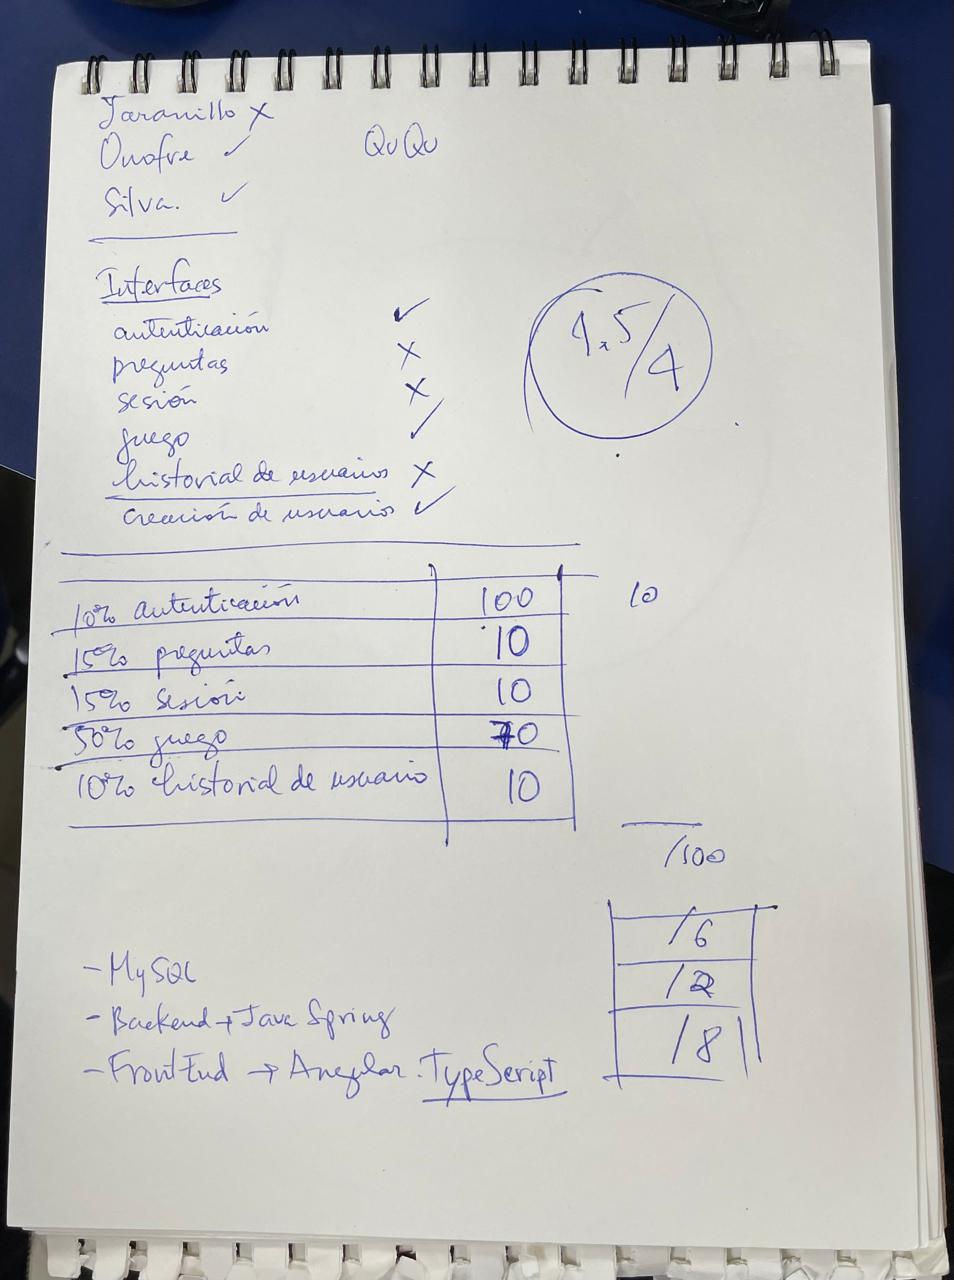 Jaramillo x
Onofre ✓
QuQu
Silva. ✓
Interfaces
autenticación ✓
preguntas x
sesión x
juego ✓
historial de usuarios x
creación de usuarios ✓
1.5/4
10% autenticación 100 10
15% preguntas 10
15% sesión 10
50% juego 70
10% historial de usuario 10
/100
/6
/2
/8
- MySQL
- Backend → Java Spring
- FrontEnd → Angular. TypeScript